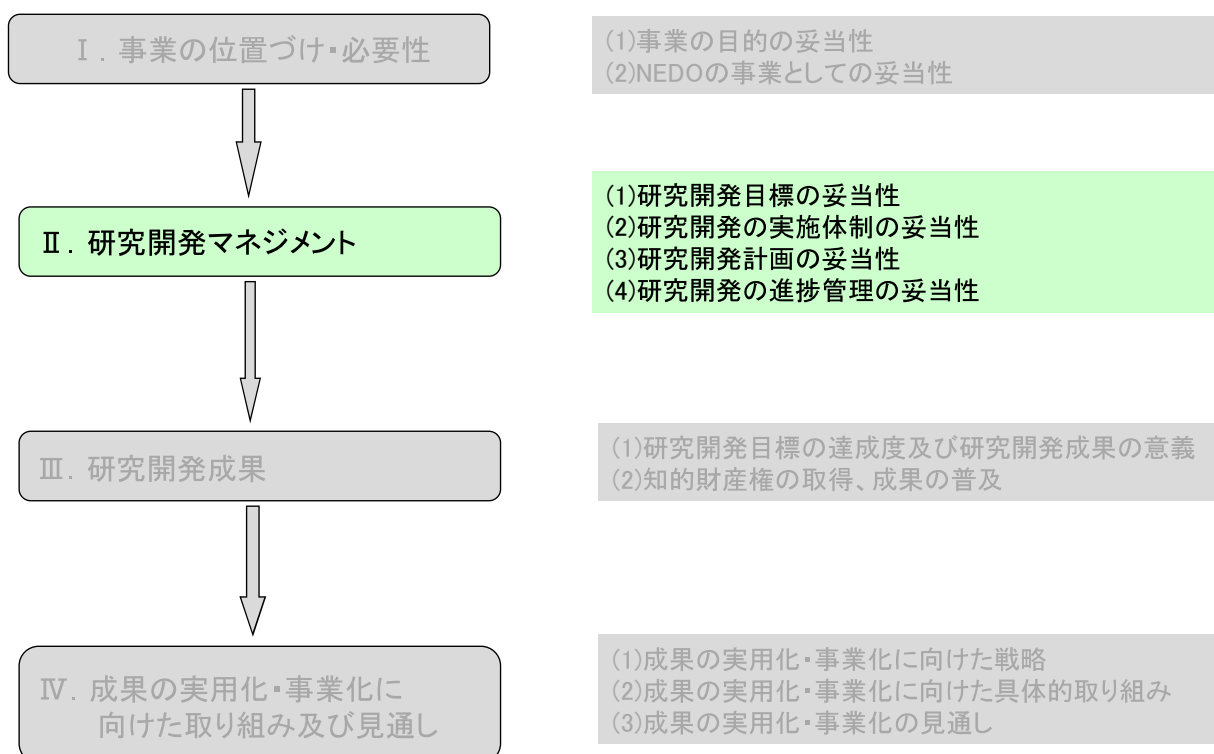 Ⅰ. 事業の位置づけ・必要性
(1)事業の目的の妥当性
(2)NEDOの事業としての妥当性
Ⅱ. 研究開発マネジメント
(1)研究開発目標の妥当性
(2)研究開発の実施体制の妥当性
(3)研究開発計画の妥当性
(4)研究開発の進捗管理の妥当性
Ⅲ. 研究開発成果
(1)研究開発目標の達成度及び研究開発成果の意義
(2)知的財産権の取得、成果の普及
Ⅳ. 成果の実用化・事業化に
向けた取り組み及び見通し
(1)成果の実用化・事業化に向けた戦略
(2)成果の実用化・事業化に向けた具体的取り組み
(3)成果の実用化・事業化の見通し